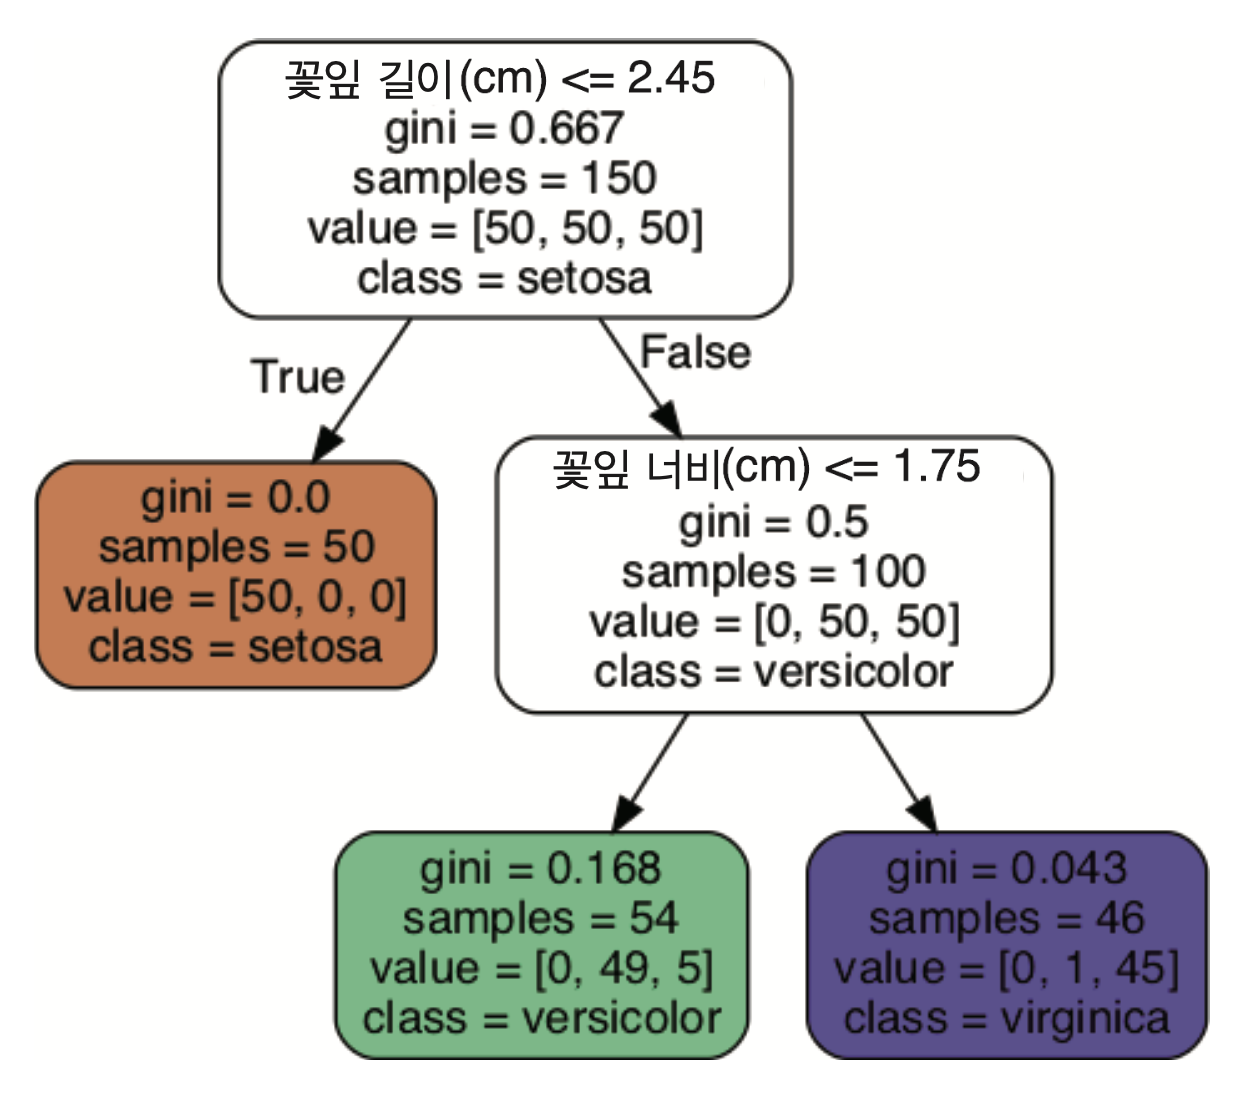 꽃잎 길이(cm) <= 2.45
gini = 0.667
samples = 150
value = [50, 50, 50]
class = setosa
True
False
꽃잎 너비(cm) <= 1.75
gini = 0.5
samples = 100
value = [0, 50, 50]
class = versicolor
gini = 0.0
samples = 50
value = [50, 0, 0]
class = setosa
gini = 0.168
samples = 54
value = [0, 49, 5]
class = versicolor
gini = 0.043
samples = 46
value = [0, 1, 45]
class = virginica